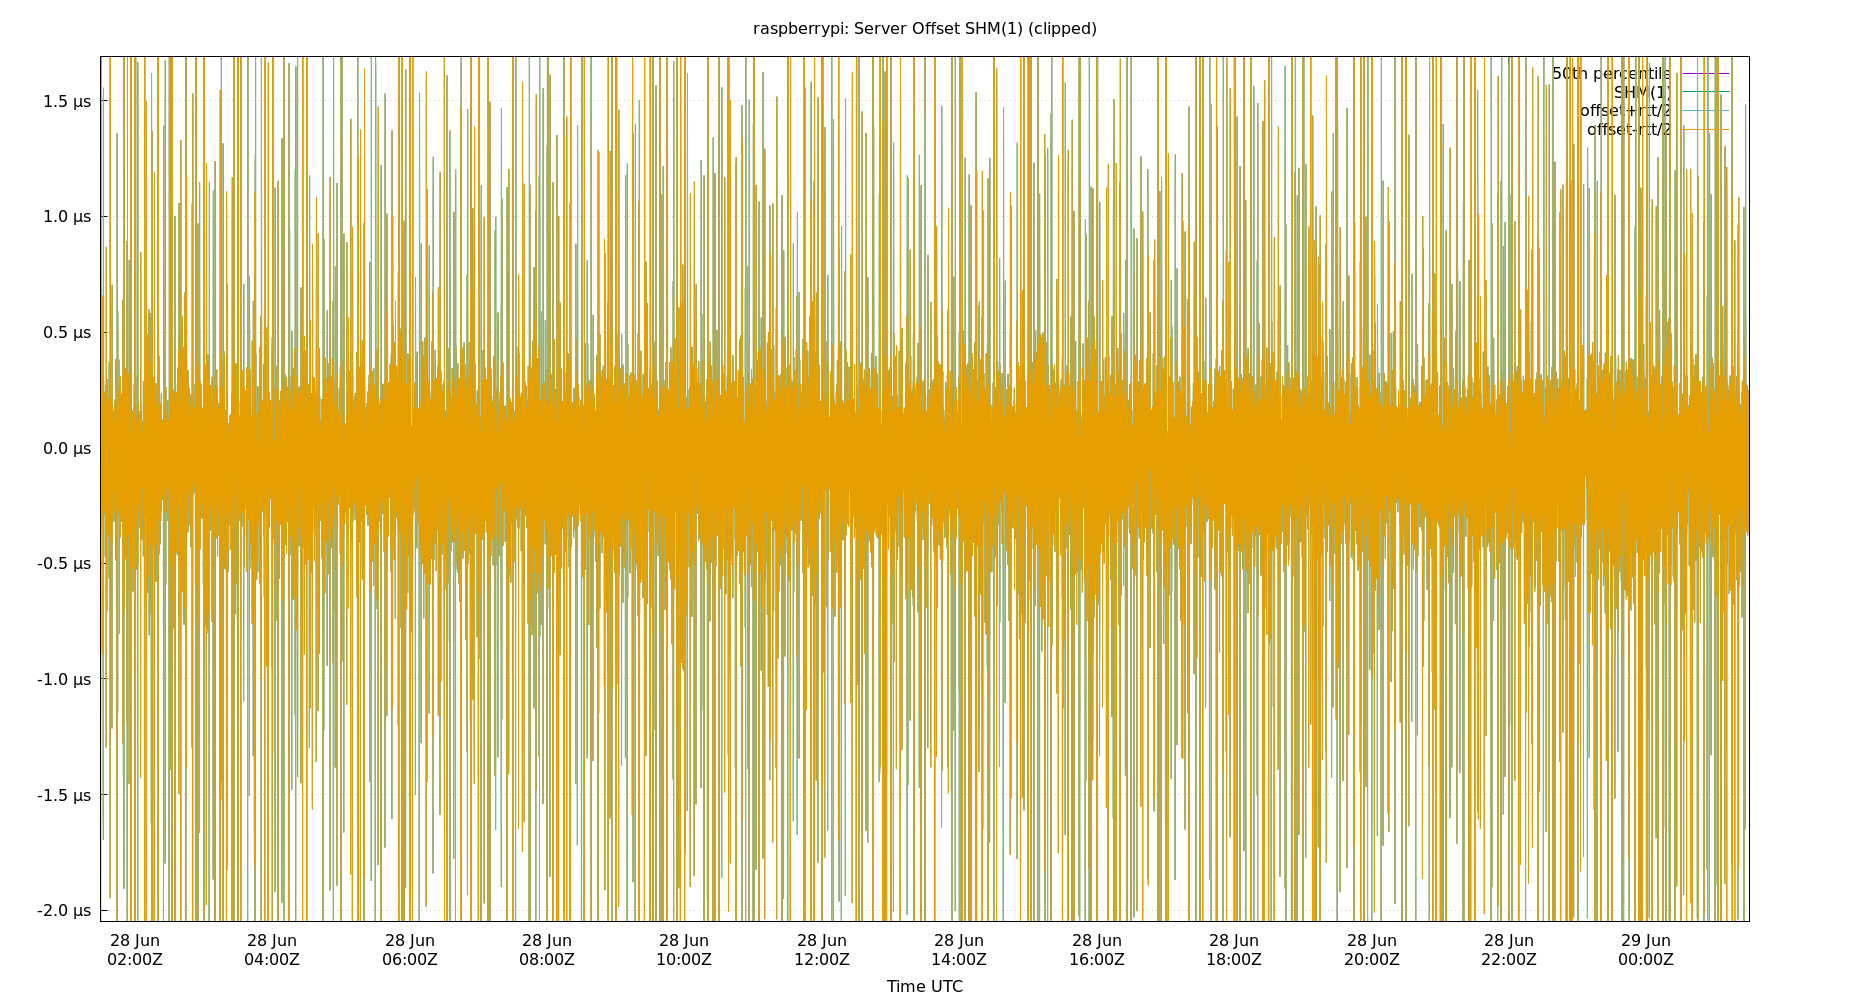 raspberrypi: Server Offset SHM(1) (clipped)
50th percentile
SHM(1)
offset+rtt/2
offset-rtt/2
1.5 µs
1.0 µs
0.5 µs
0.0 µs
-0.5 µs
-1.0 µs
-1.5 µs
-2.0 µs
28 Jun 28 Jun 28 Jun 28 Jun 28 Jun 28 Jun 28 Jun 28 Jun 28 Jun 28 Jun 28 Jun 29 Jun
02:00Z 04:00Z 06:00Z 08:00Z 10:00Z 12:00Z 14:00Z 16:00Z 18:00Z 20:00Z 22:00Z 00:00Z
Time UTC